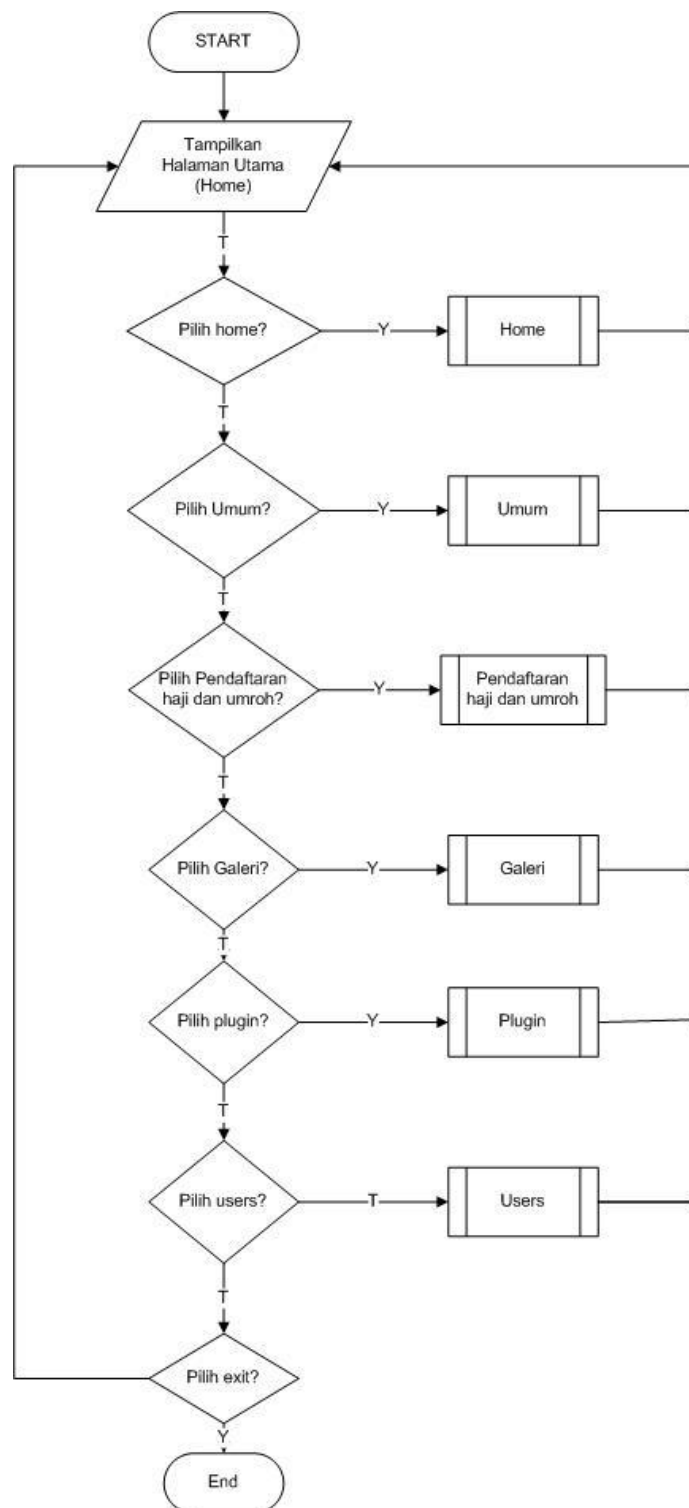 START
Tampilkan
Halaman Utama
(Home)
T
Pilih home?
Y
Home
T
Pilih Umum?
Y
Umum
T
Pilih Pendaftaran
haji dan umroh?
Y
Pendaftaran
haji dan umroh
T
Pilih Galeri?
Y
Galeri
T
Pilih plugin?
Y
Plugin
T
Pilih users?
T
Users
T
Pilih exit?
Y
End